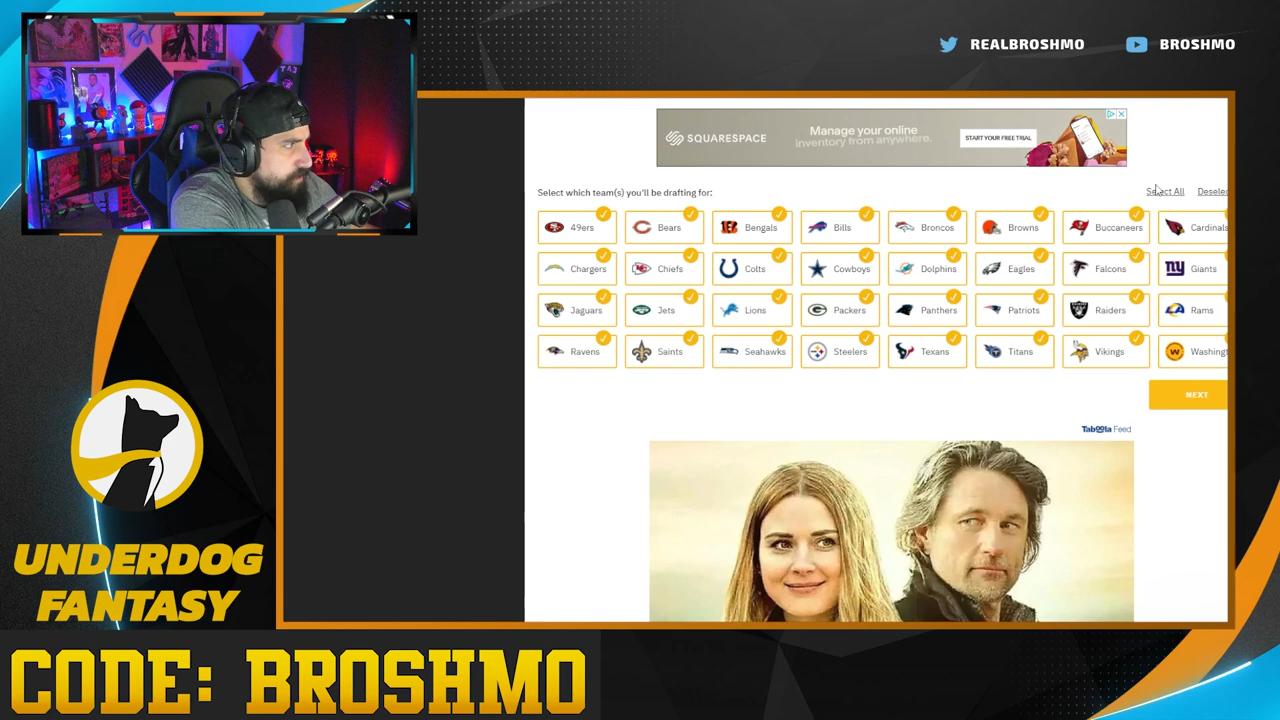 REALBROSHMO
BROSHMO
SQUARESPACE
Manage your online
inventory from anywhere.
START YOUR FREE TRIAL
Select which team(s) you'll be drafting for:
Select All
Deselec
49ers Bears Bengals Bills Broncos Browns Buccaneers Cardinals
Chargers Chiefs Colts Cowboys Dolphins Eagles Falcons Giants
Jaguars Jets Lions Packers Panthers Patriots Raiders Rams
Ravens Saints Seahawks Steelers Texans Titans Vikings Washingt
NEXT
Taboola Feed
UNDERDOG
FANTASY
CODE: BROSHMO